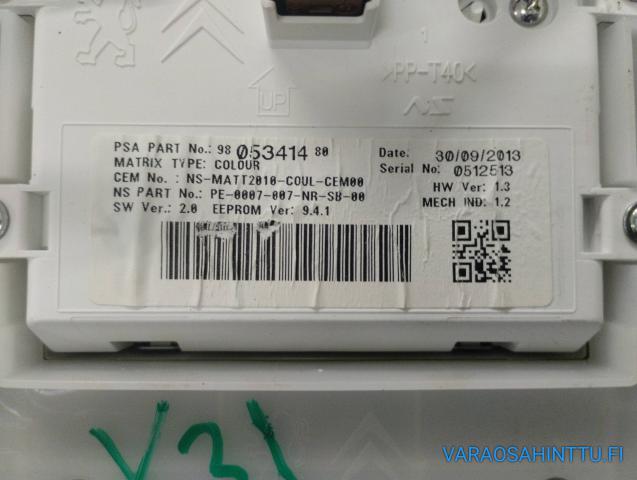 1
>PP-T40<
UP
PSA PART No.: 98 053414 80
MATRIX TYPE: COLOUR
CEM No. : NS-MATT2010-COUL-CEM00
NS PART No.: PE-0007-007-NR-SB-00
SW Ver.: 2.0 EEPROM Ver: 9.4.1
Date: 30/09/2013
Serial No: 0512513
HW Ver: 1.3
MECH IND: 1.2
VARAOSAHINTTU.FI